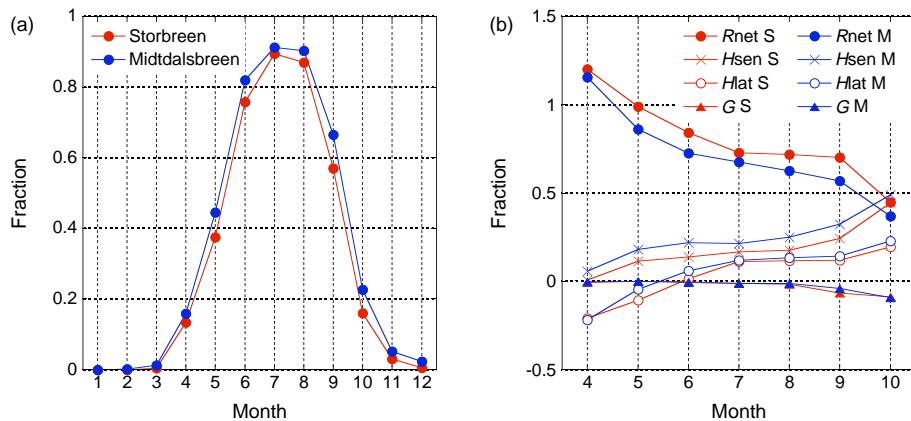 (a)
Storbreen
Midtdalsbreen
Fraction
1
0.8
0.6
0.4
0.2
0
1 2 3 4 5 6 7 8 9 10 11 12
Month
(b)
Rnet S Rnet M
Hsen S Hsen M
Hlat S Hlat M
G S G M
Fraction
1.5
1
0.5
0
-0.5
4 5 6 7 8 9 10
Month